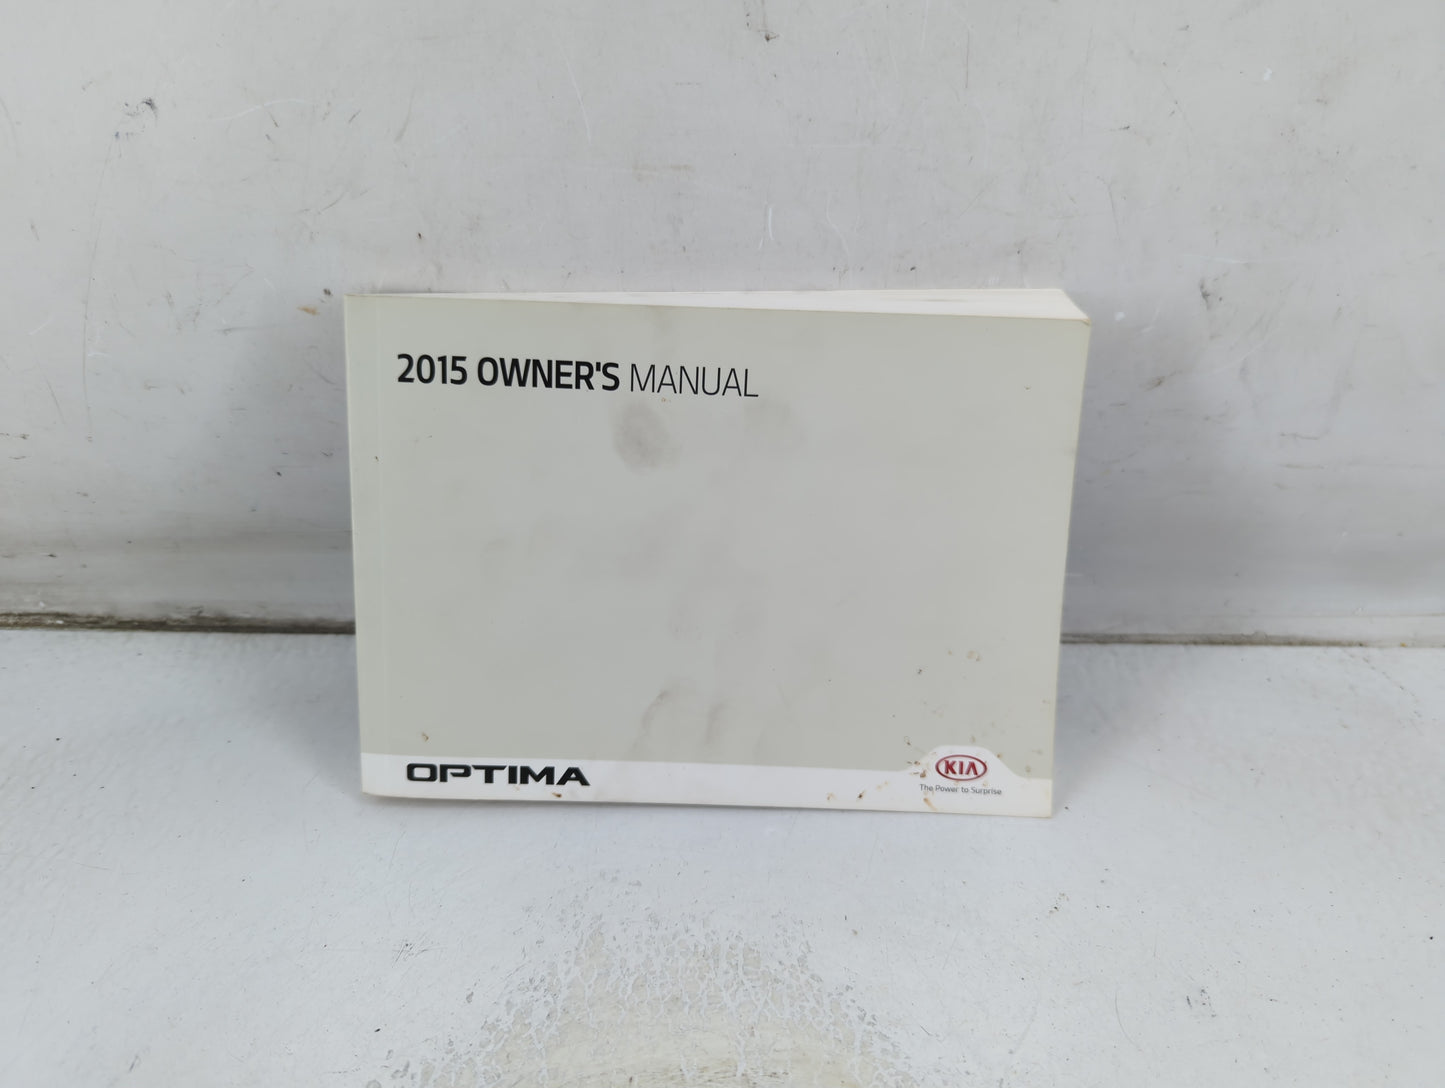 2015 OWNER'S MANUAL
OPTIMA
KIA
The Power to Surprise